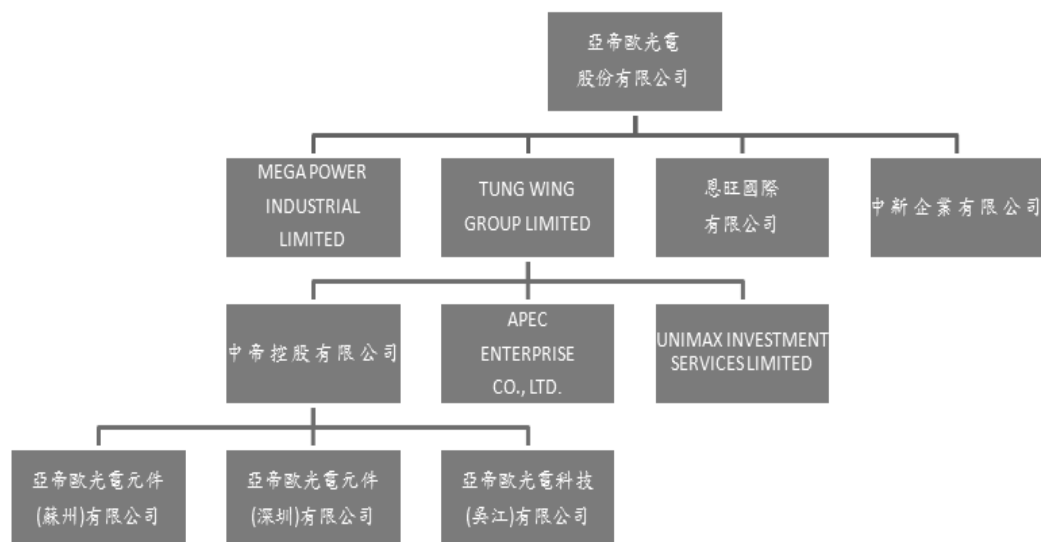 亞帝歐光電
股份有限公司
MEGA POWER
INDUSTRIAL
LIMITED
TUNG WING
GROUP LIMITED
恩旺國際
有限公司
中新企業有限公司
中帝控股有限公司
APEC
ENTERPRISE
CO., LTD.
UNIMAX INVESTMENT
SERVICES LIMITED
亞帝歐光電元件
(蘇州)有限公司
亞帝歐光電元件
(深圳)有限公司
亞帝歐光電科技
(吳江)有限公司